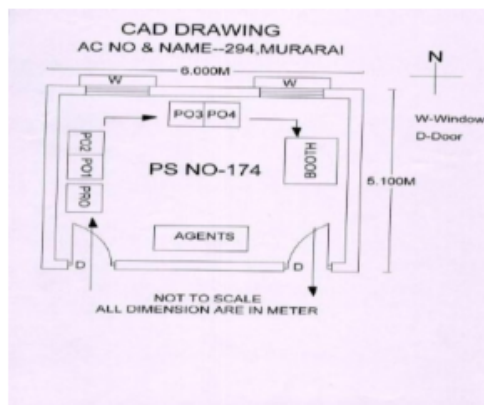 CAD DRAWING
AC NO & NAME--294,MURARAI
6.000M
N
W
W
PO3 PO4
W-Window
D-Door
PO2
PO1
PRO
PS NO-174
BOOTH
5.100M
AGENTS
D
D
NOT TO SCALE
ALL DIMENSION ARE IN METER